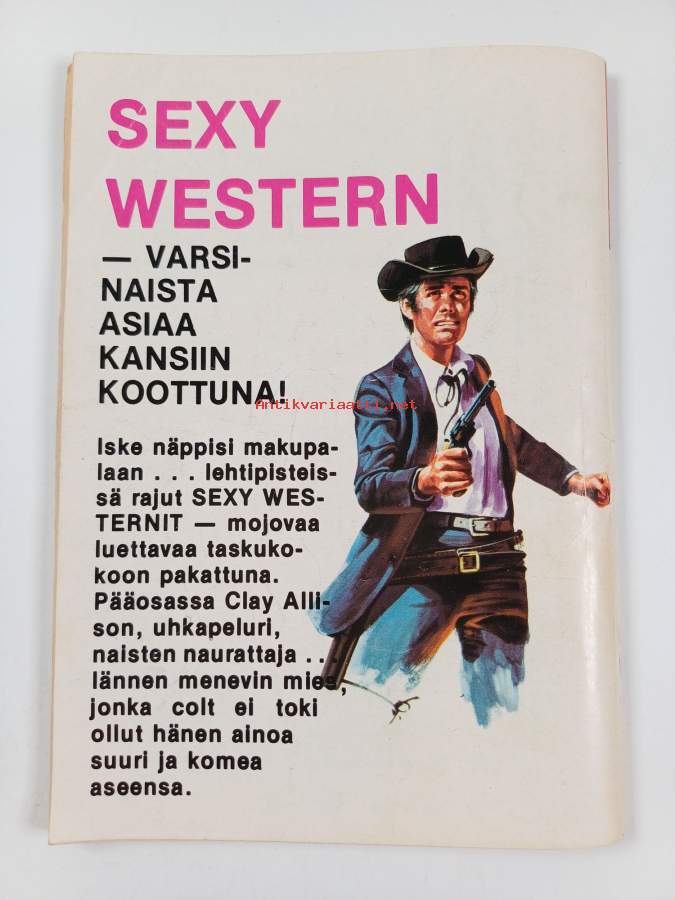 SEXY
WESTERN
— VARSI-
NAISTA
ASIAA
KANSIIN
KOOTTUNA!
Antikvariaatti.net
Iske näppisi makupa-
laan . . . lehtipisteis-
sä rajut SEXY WES-
TERNIT — mojovaa
luettavaa taskuko-
koon pakattuna.
Pääosassa Clay Alli-
son, uhkapeluri,
naisten naurattaja . .
lännen menevin mies,
jonka colt ei toki
ollut hänen ainoa
suuri ja komea
aseensa.